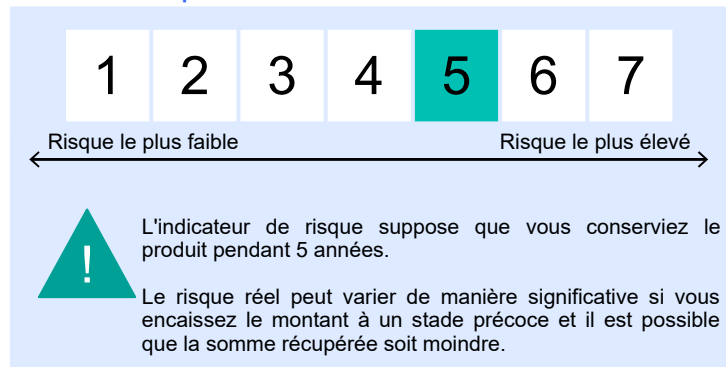 1 2 3 4 5 6 7
Risque le plus faible Risque le plus élevé
!
L'indicateur de risque suppose que vous conserviez le
produit pendant 5 années.
Le risque réel peut varier de manière significative si vous
encaissez le montant à un stade précoce et il est possible
que la somme récupérée soit moindre.